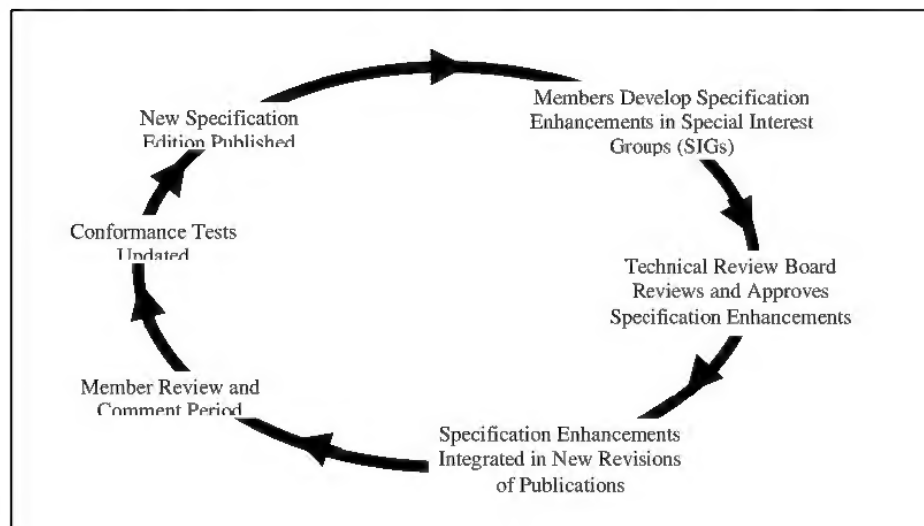 Members Develop Specification
Enhancements in Special Interest
Groups (SIGs)
Technical Review Board
Reviews and Approves
Specification Enhancements
Specification Enhancements
Integrated in New Revisions
of Publications
Member Review and
Comment Period
Conformance Tests
Updated
New Specification
Edition Published